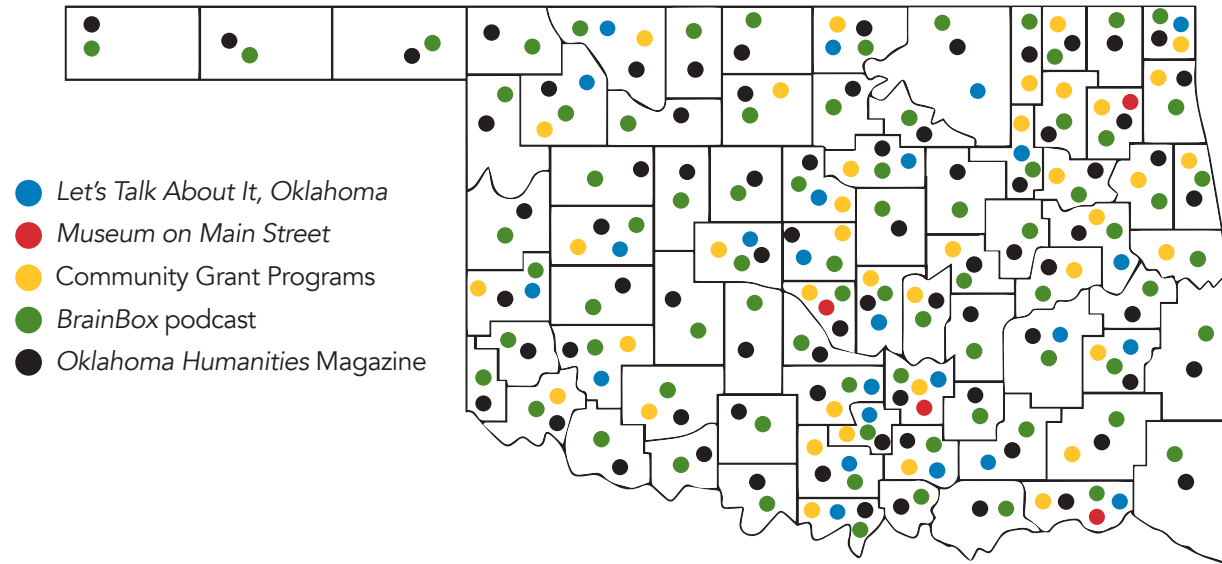 Let's Talk About It, Oklahoma
Museum on Main Street
Community Grant Programs
BrainBox podcast
Oklahoma Humanities Magazine